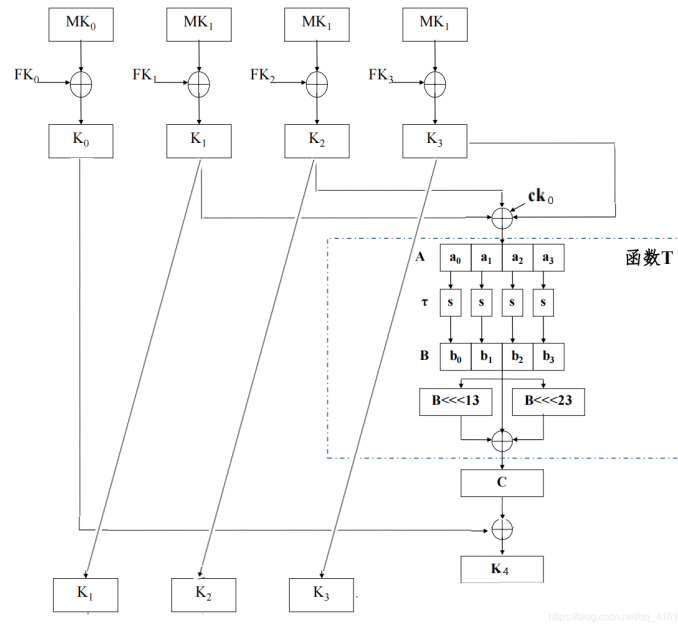 MK₀ MK₁ MK₁ MK₁
FK₀ FK₁ FK₂ FK₃
K₀ K₁ K₂ K₃
ck₀
函数T
A a₀ a₁ a₂ a₃
τ s s s s
B b₀ b₁ b₂ b₃
B<<<13 B<<<23
C
K₄
K₁ K₂ K₃
https://blog.csdn.net/qq_4161